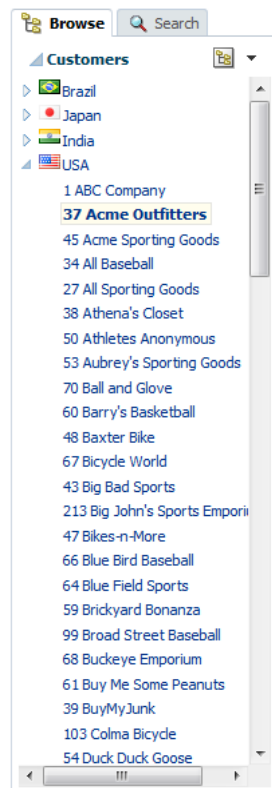 Browse Search
Customers
Brazil
Japan
India
USA
1 ABC Company
37 Acme Outfitters
45 Acme Sporting Goods
34 All Baseball
27 All Sporting Goods
38 Athena's Closet
50 Athletes Anonymous
53 Aubrey's Sporting Goods
70 Ball and Glove
60 Barry's Basketball
48 Baxter Bike
67 Bicycle World
43 Big Bad Sports
213 Big John's Sports Empori
47 Bikes-n-More
66 Blue Bird Baseball
64 Blue Field Sports
59 Brickyard Bonanza
99 Broad Street Baseball
68 Buckeye Emporium
61 Buy Me Some Peanuts
39 BuyMyJunk
103 Colma Bicycle
54 Duck Duck Goose